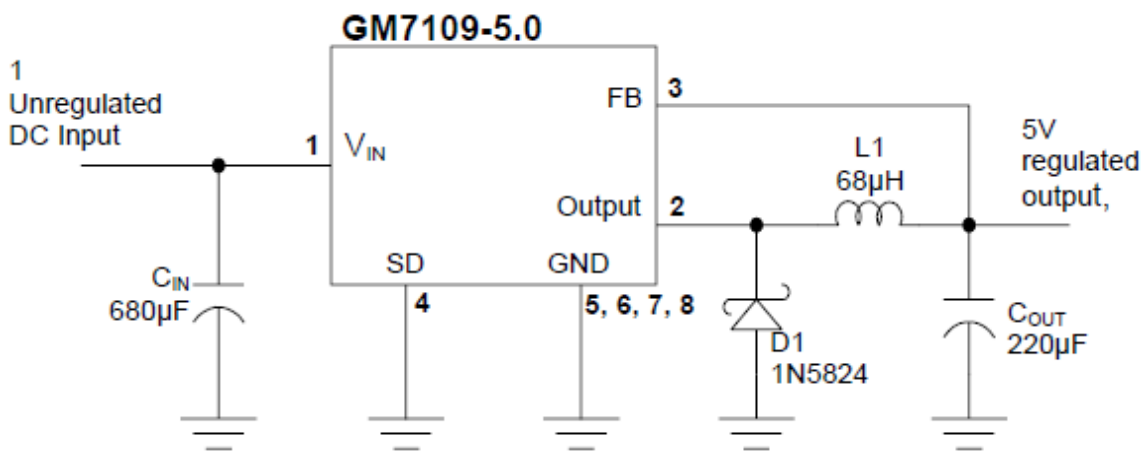 GM7109-5.0
1
Unregulated
DC Input
1
VIN
FB
3
Output
2
SD
GND
4
5, 6, 7, 8
CIN
680µF
L1
68µH
5V
regulated
output,
D1
1N5824
COUT
220µF